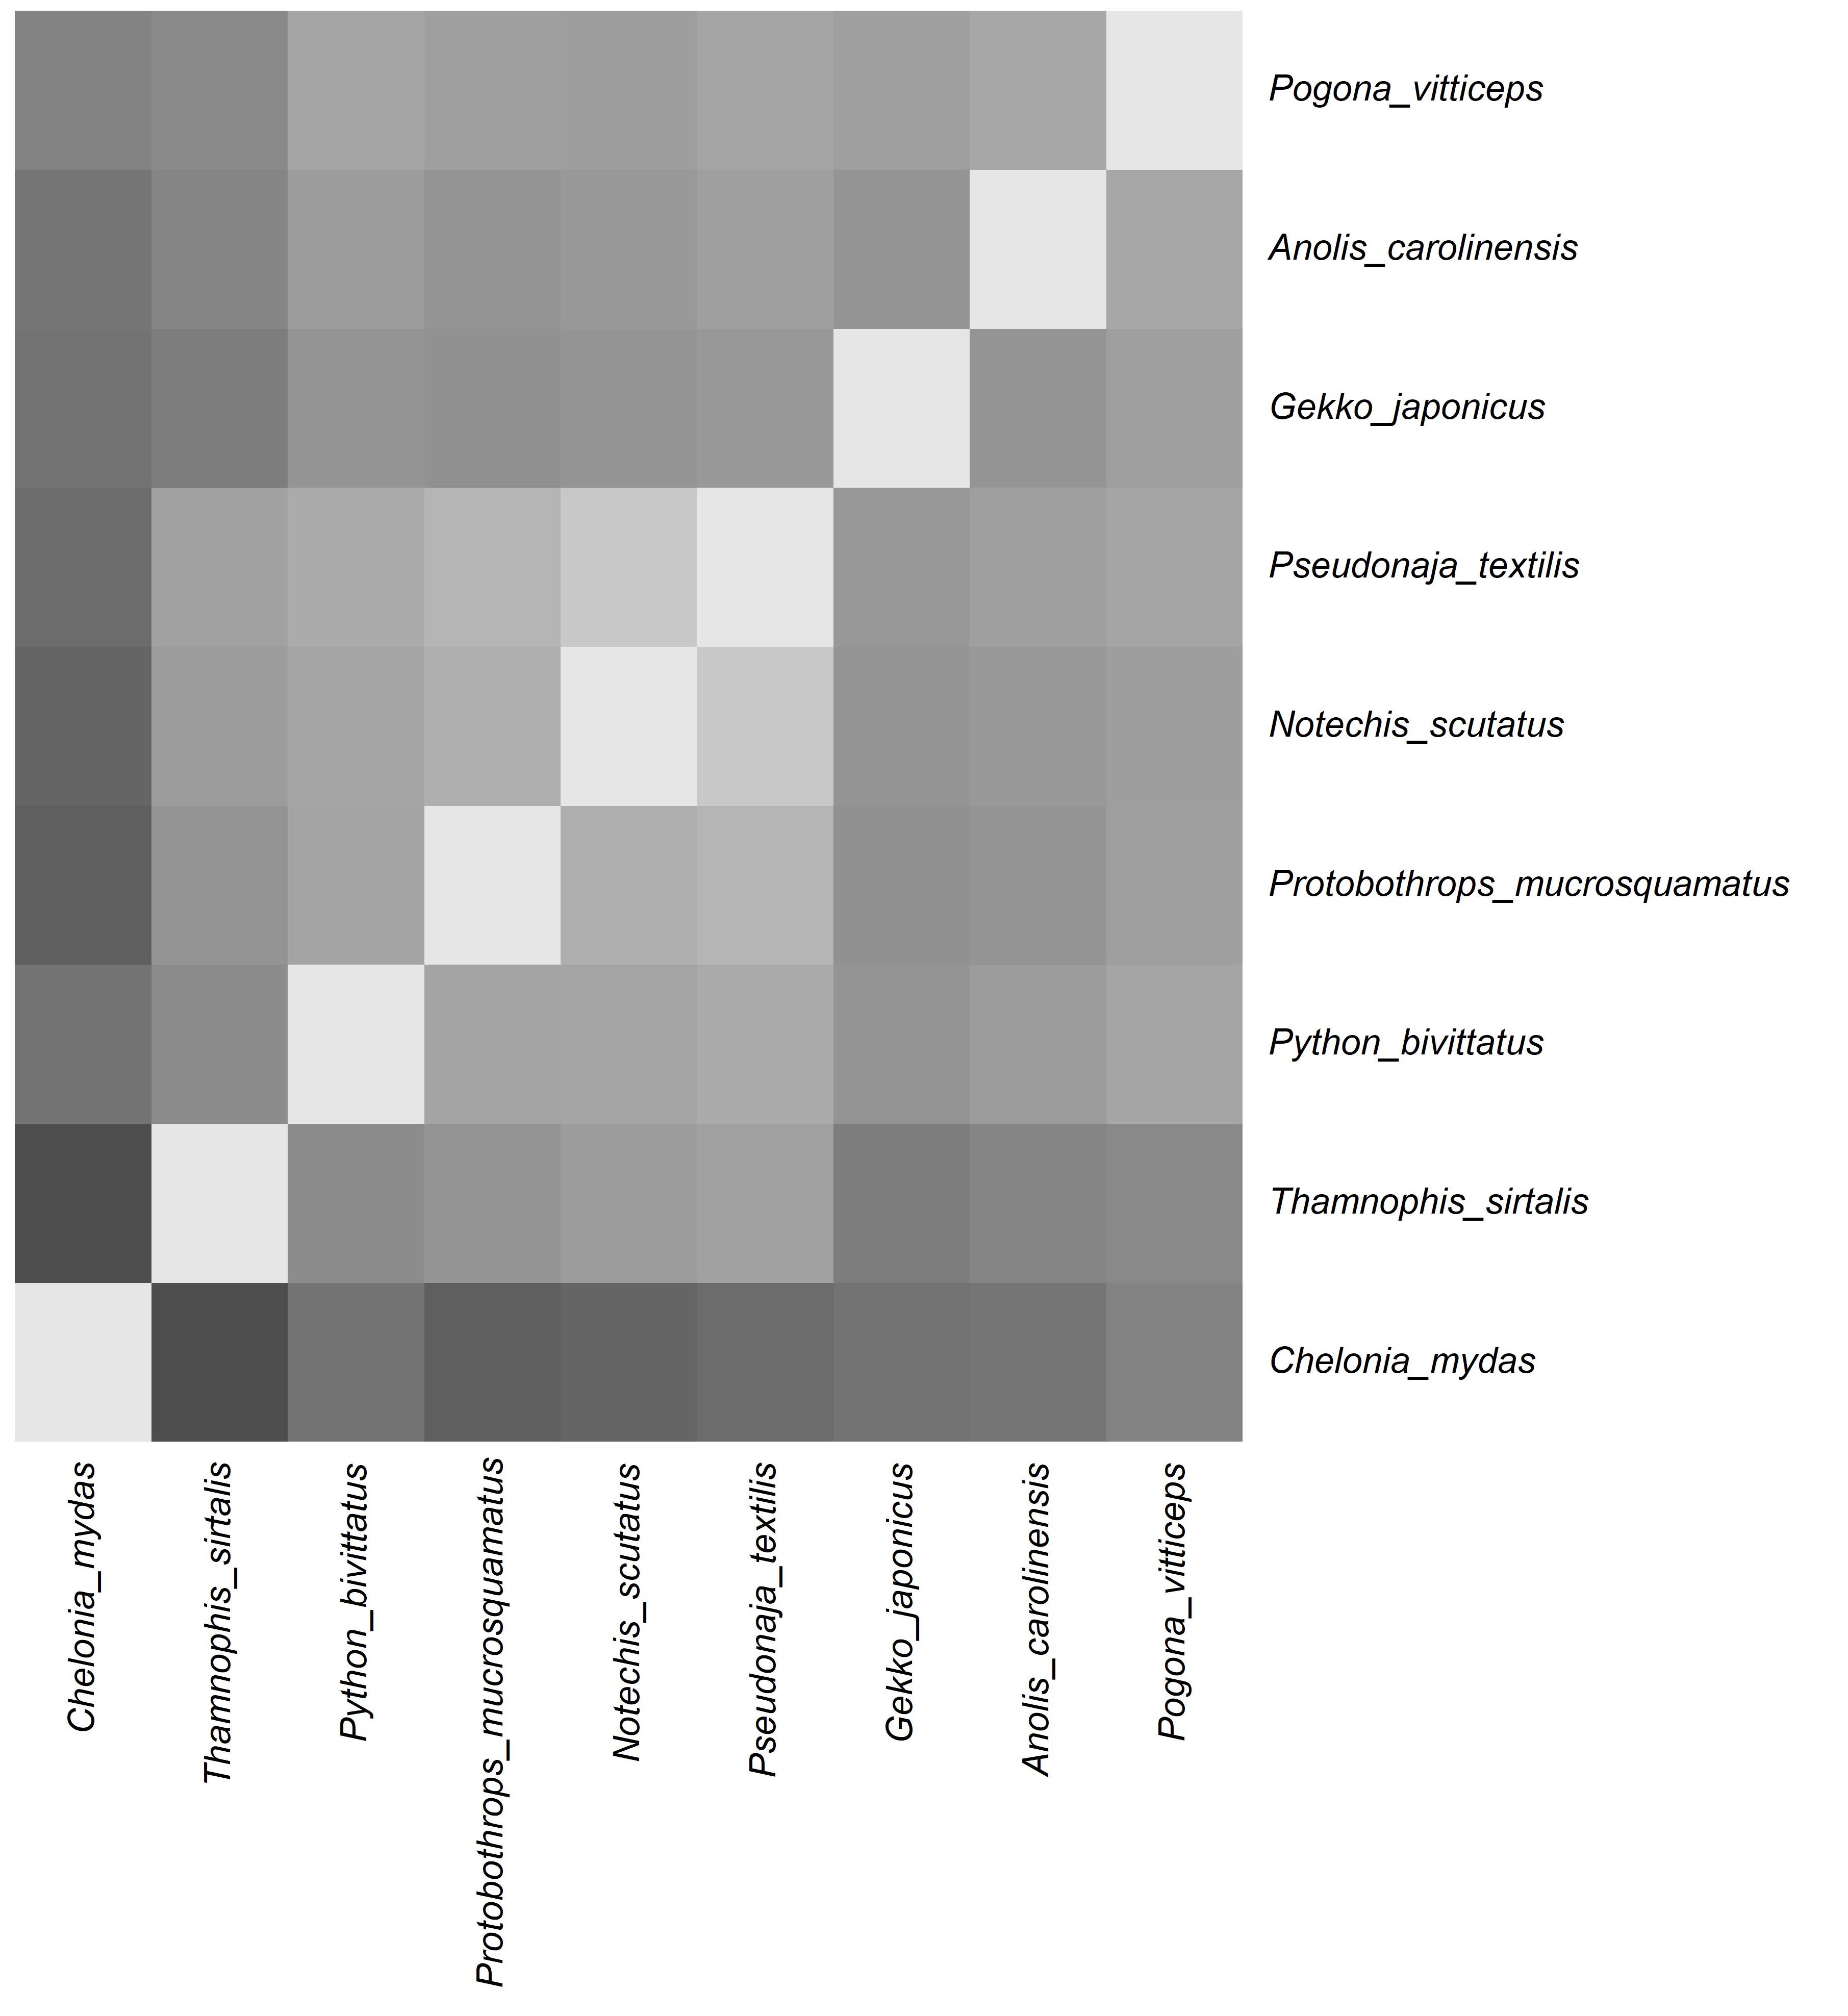 Pogona_vitticeps
Anolis_carolinensis
Gekko_japonicus
Pseudonaja_textilis
Notechis_scutatus
Protobothrops_mucrosquamatus
Python_bivittatus
Thamnophis_sirtalis
Chelonia_mydas
Chelonia_mydas
Thamnophis_sirtalis
Python_bivittatus
Protobothrops_mucrosquamatus
Notechis_scutatus
Pseudonaja_textilis
Gekko_japonicus
Anolis_carolinensis
Pogona_vitticeps